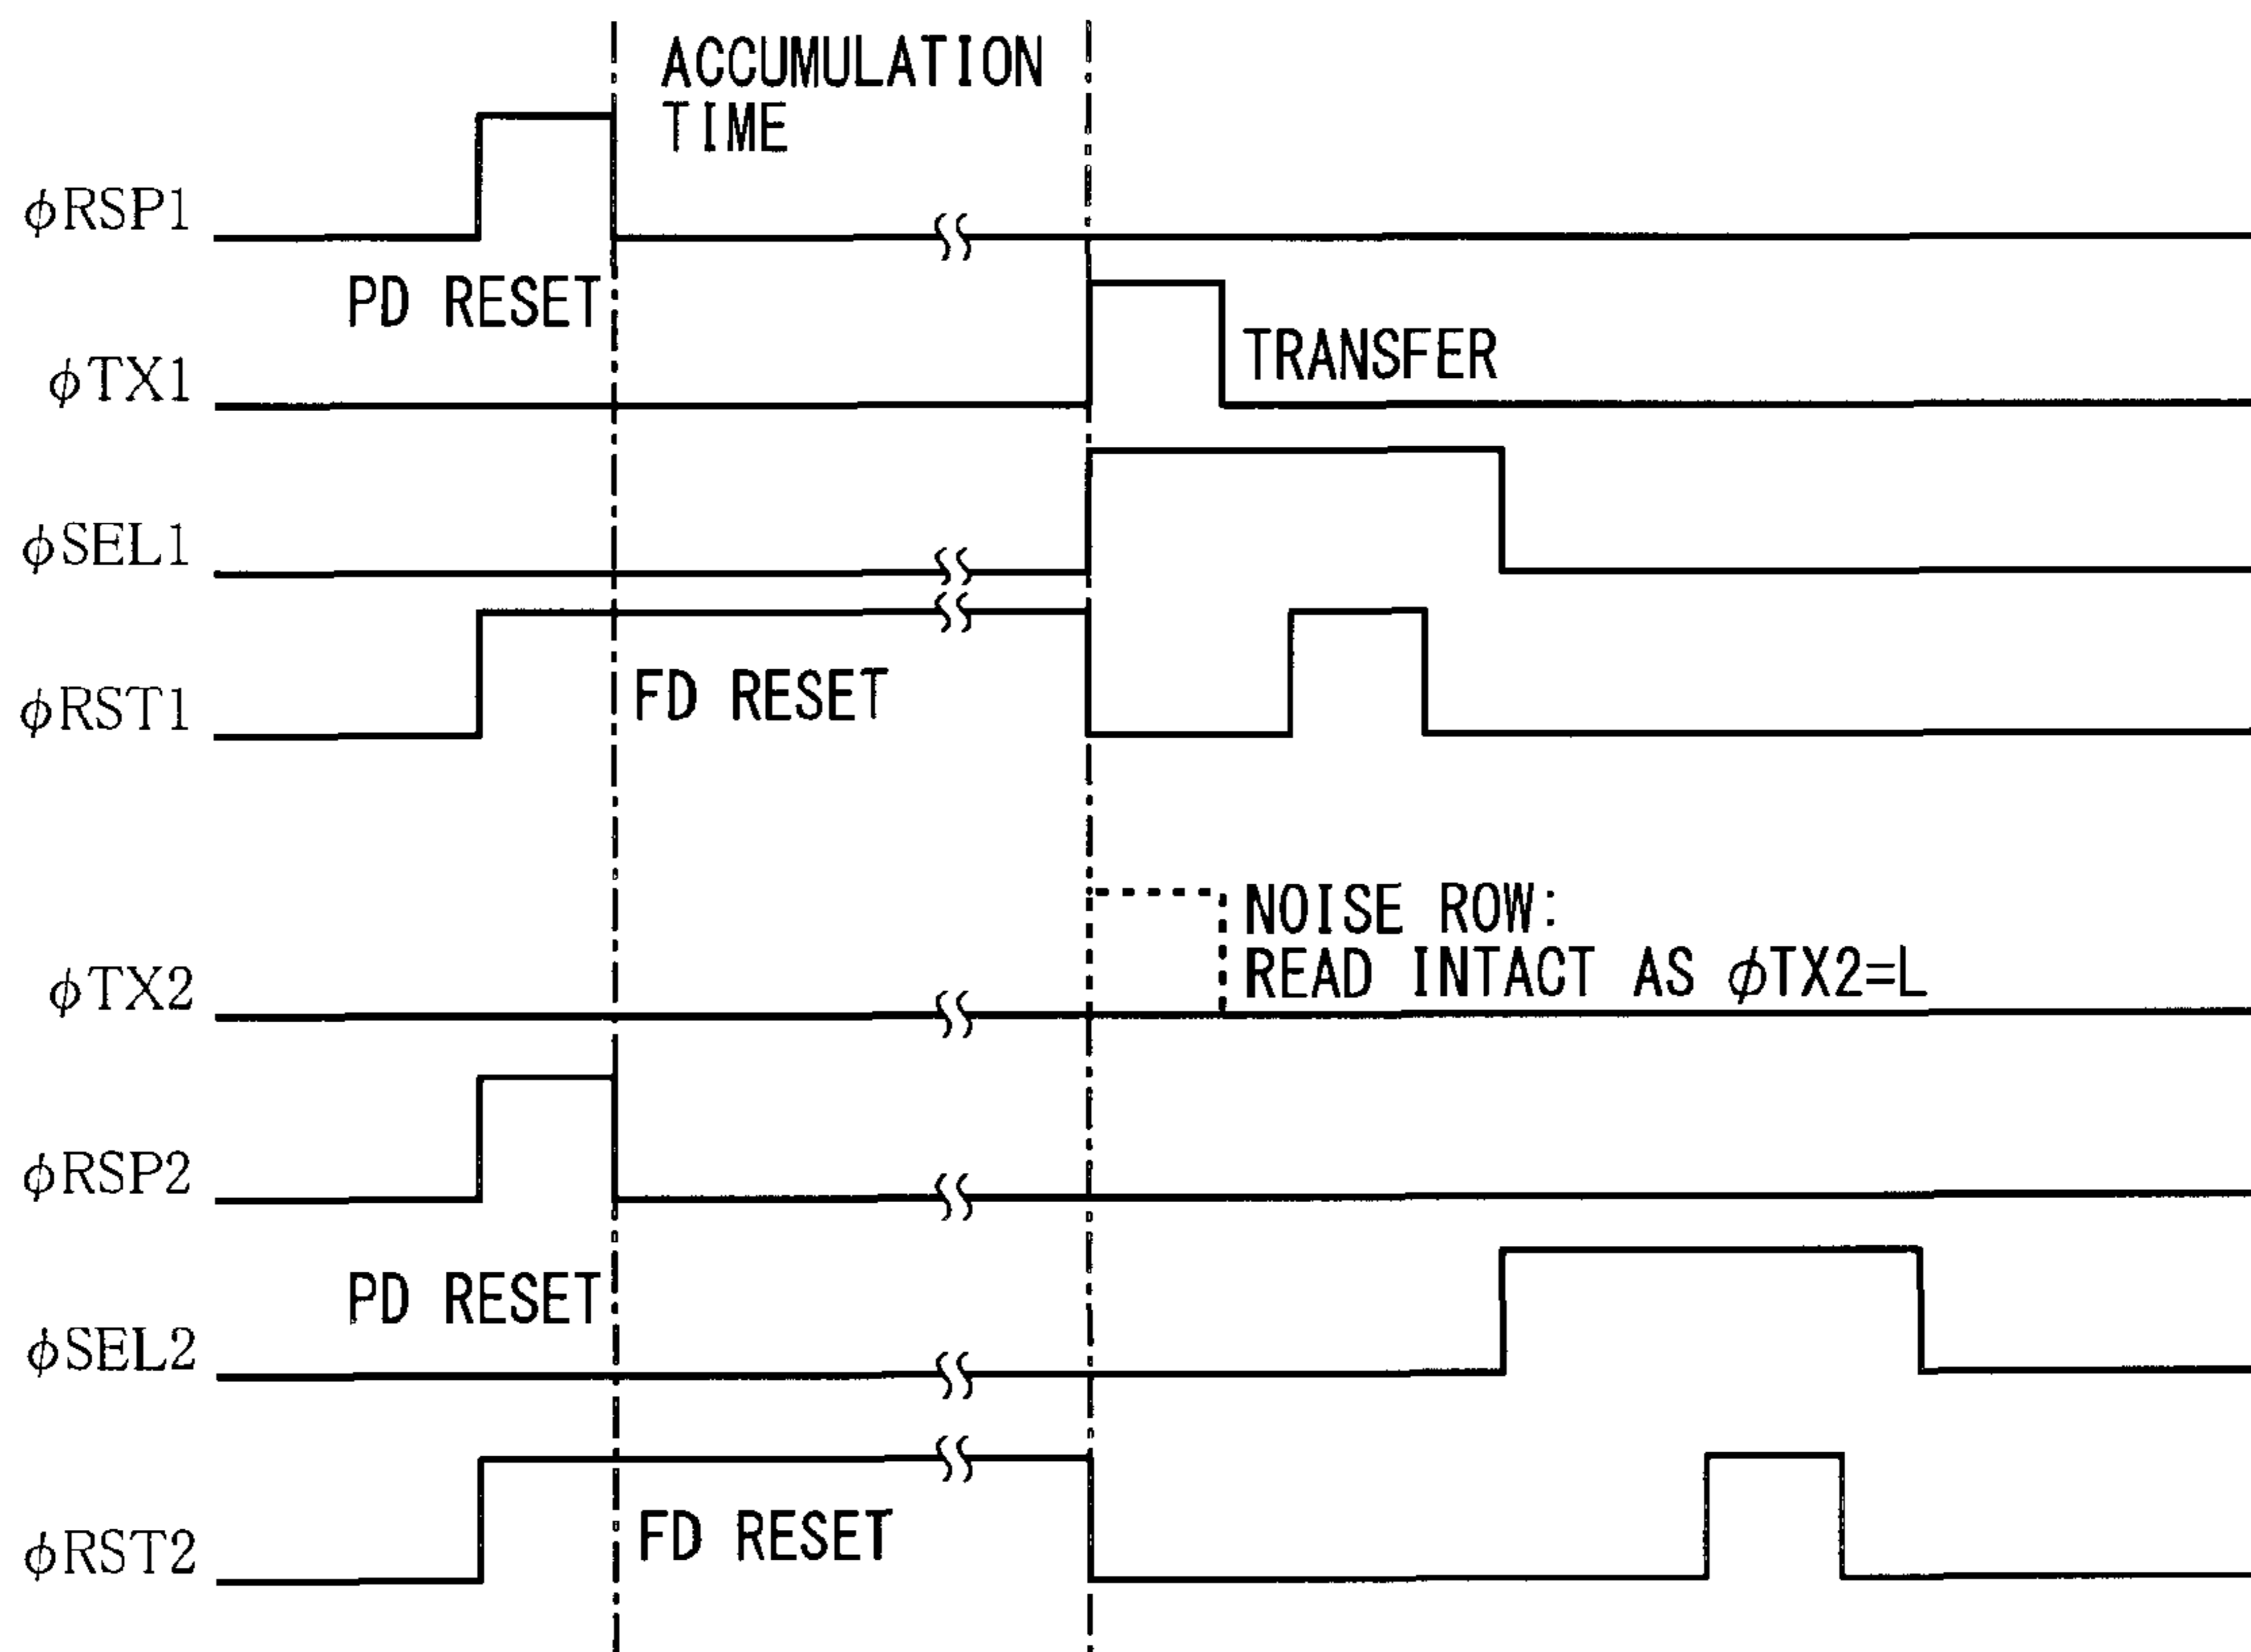 ACCUMULATION
TIME
φRSP1
PD RESET
φTX1
TRANSFER
φSEL1
φRST1
FD RESET
NOISE ROW:
READ INTACT AS φTX2=L
φTX2
φRSP2
PD RESET
φSEL2
φRST2
FD RESET